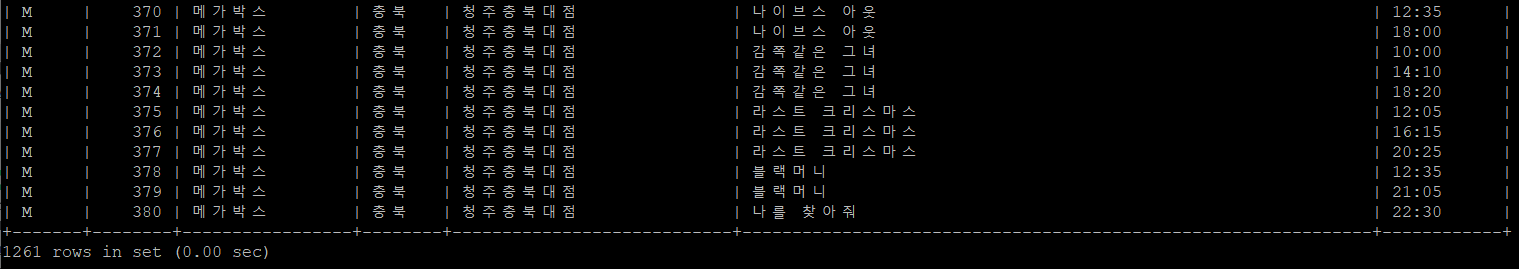 | M | 370 | 메가박스 | 충북 | 청주충북대점 | 나이브스 아웃 | 12:35 |
| M | 371 | 메가박스 | 충북 | 청주충북대점 | 나이브스 아웃 | 18:00 |
| M | 372 | 메가박스 | 충북 | 청주충북대점 | 감쪽같은 그녀 | 10:00 |
| M | 373 | 메가박스 | 충북 | 청주충북대점 | 감쪽같은 그녀 | 14:10 |
| M | 374 | 메가박스 | 충북 | 청주충북대점 | 감쪽같은 그녀 | 18:20 |
| M | 375 | 메가박스 | 충북 | 청주충북대점 | 라스트 크리스마스 | 12:05 |
| M | 376 | 메가박스 | 충북 | 청주충북대점 | 라스트 크리스마스 | 16:15 |
| M | 377 | 메가박스 | 충북 | 청주충북대점 | 라스트 크리스마스 | 20:25 |
| M | 378 | 메가박스 | 충북 | 청주충북대점 | 블랙머니 | 12:35 |
| M | 379 | 메가박스 | 충북 | 청주충북대점 | 블랙머니 | 21:05 |
| M | 380 | 메가박스 | 충북 | 청주충북대점 | 나를 찾아줘 | 22:30 |
1261 rows in set (0.00 sec)